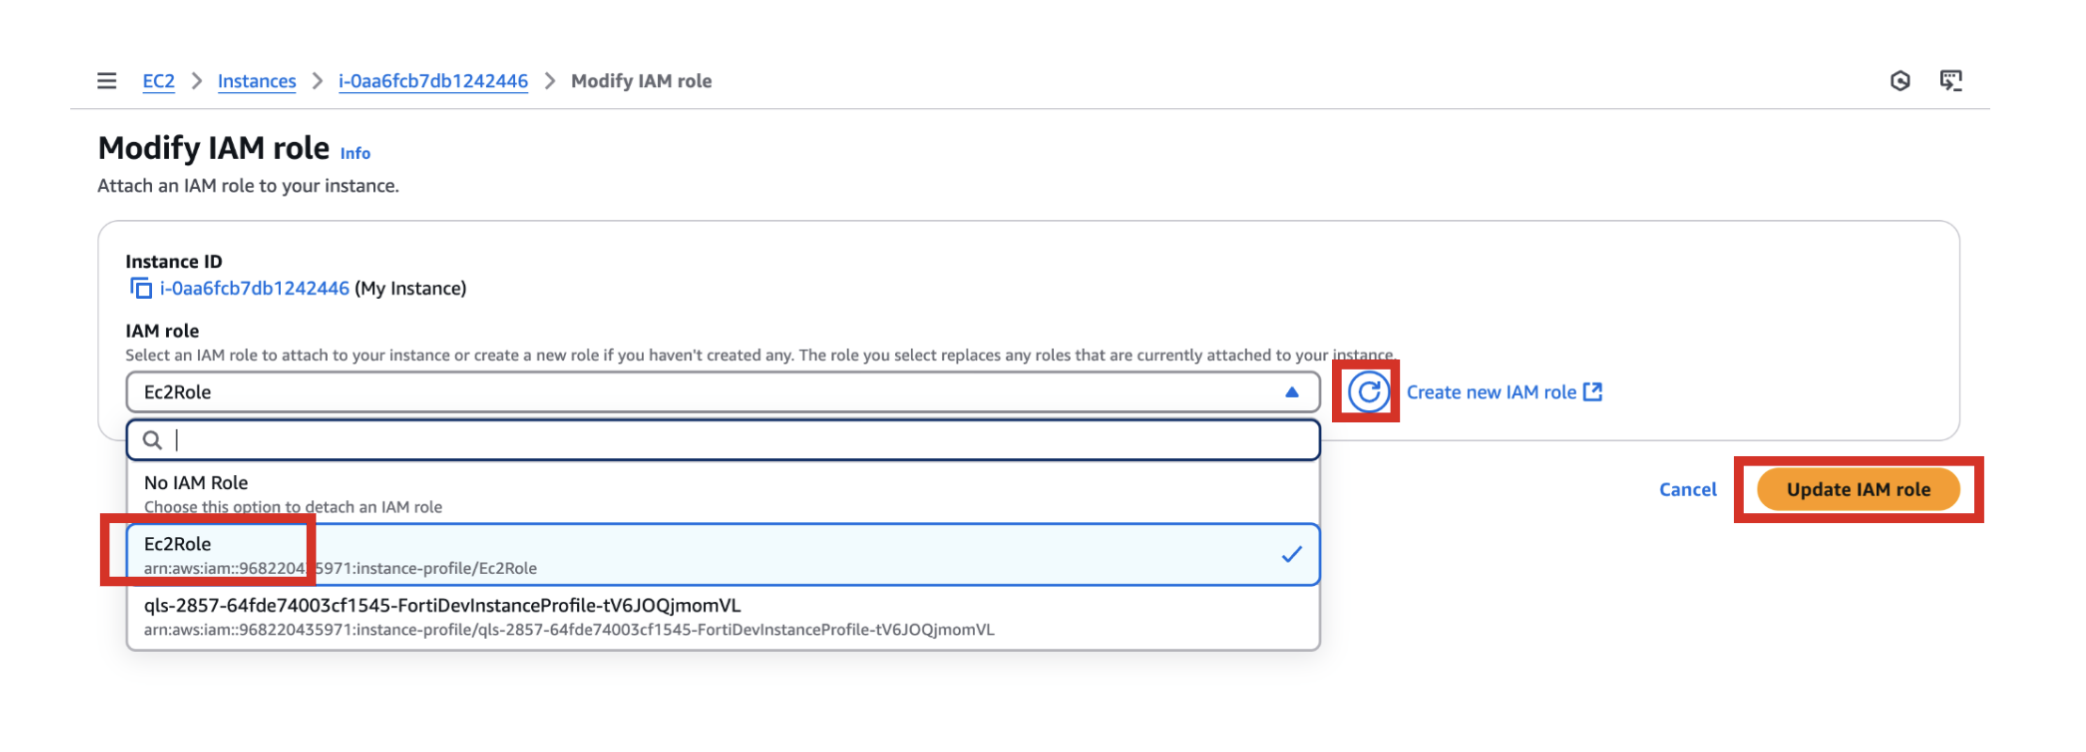 EC2 > Instances > i-0aa6fcb7db1242446 > Modify IAM role
Modify IAM role Info
Attach an IAM role to your instance.
Instance ID
i-0aa6fcb7db1242446 (My Instance)
IAM role
Select an IAM role to attach to your instance or create a new role if you haven't created any. The role you select replaces any roles that are currently attached to your instance.
Ec2Role
Create new IAM role
No IAM Role
Choose this option to detach an IAM role
Cancel
Update IAM role
Ec2Role
arn:aws:iam::968220435971:instance-profile/Ec2Role
qls-2857-64fde74003cf1545-FortiDevInstanceProfile-tV6JOQjmomVL
arn:aws:iam::968220435971:instance-profile/qls-2857-64fde74003cf1545-FortiDevInstanceProfile-tV6JOQjmomVL